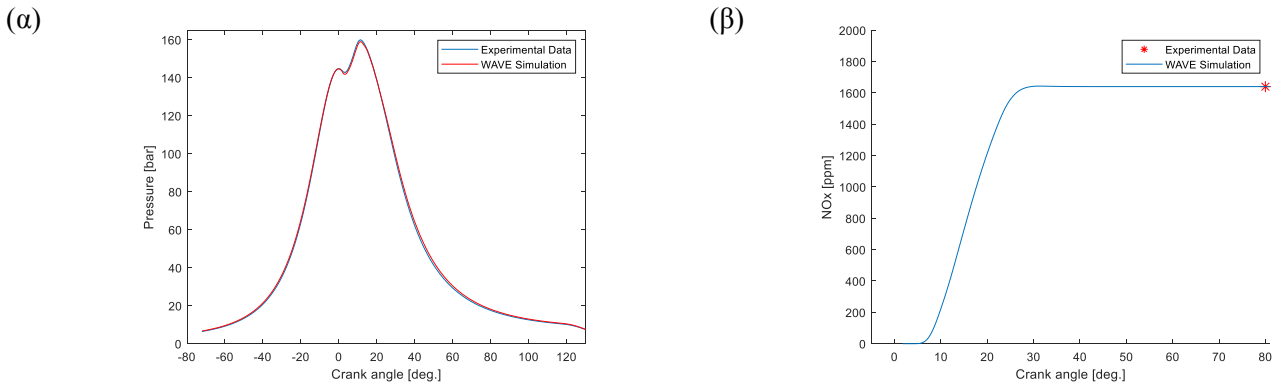 (α)
160
140
120
100
80
60
40
20
0
Pressure [bar]
Experimental Data
WAVE Simulation
-80 -60 -40 -20 0 20 40 60 80 100 120
Crank angle [deg.]
(β)
2000
1800
1600
1400
1200
1000
800
600
400
200
0
NOx [ppm]
Experimental Data
WAVE Simulation
0 10 20 30 40 50 60 70 80
Crank angle [deg.]